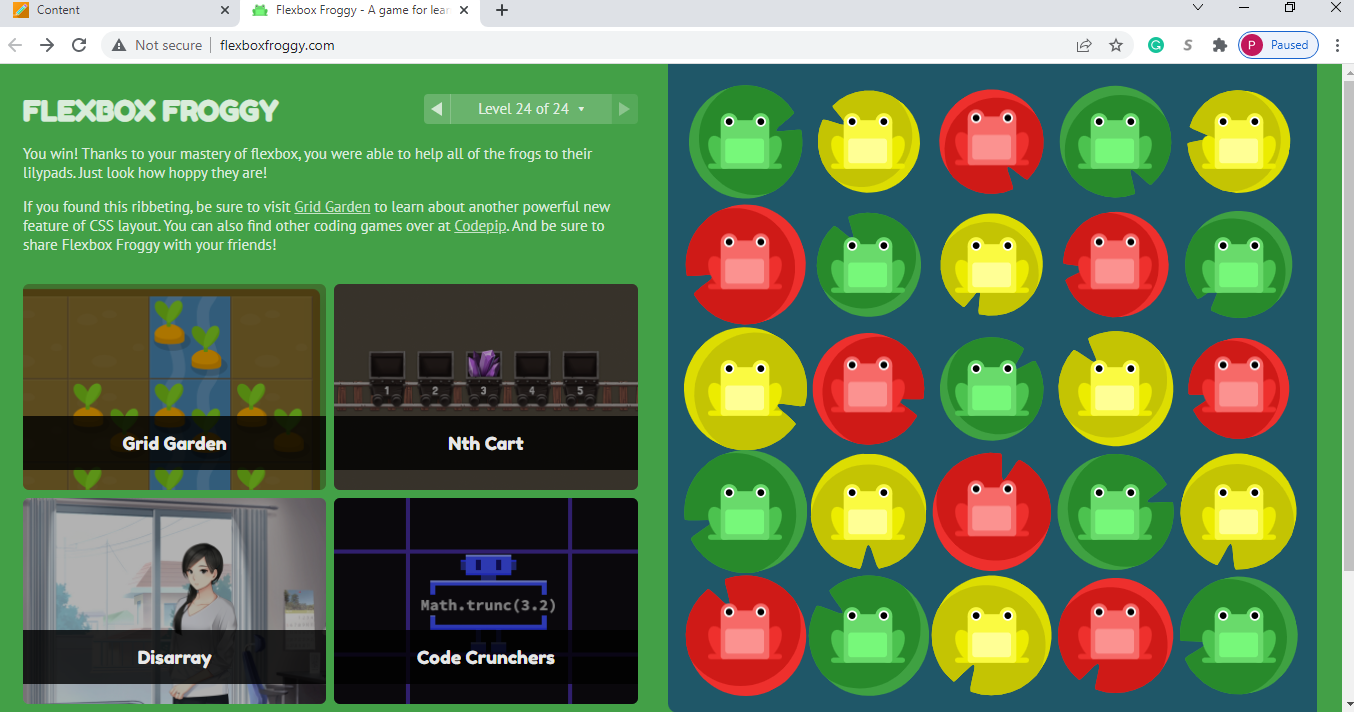 Content
Flexbox Froggy - A game for lear
Not secure
flexboxfroggy.com
S
P Paused
FLEXBOX FROGGY
Level 24 of 24
You win! Thanks to your mastery of flexbox, you were able to help all of the frogs to their
lilypads. Just look how hoppy they are!
If you found this ribbeting, be sure to visit Grid Garden to learn about another powerful new
feature of CSS layout. You can also find other coding games over at Codepip. And be sure to
share Flexbox Froggy with your friends!
1 2 3 4 5
Grid Garden
Nth Cart
Math.trunc(3.2)
Disarray
Code Crunchers